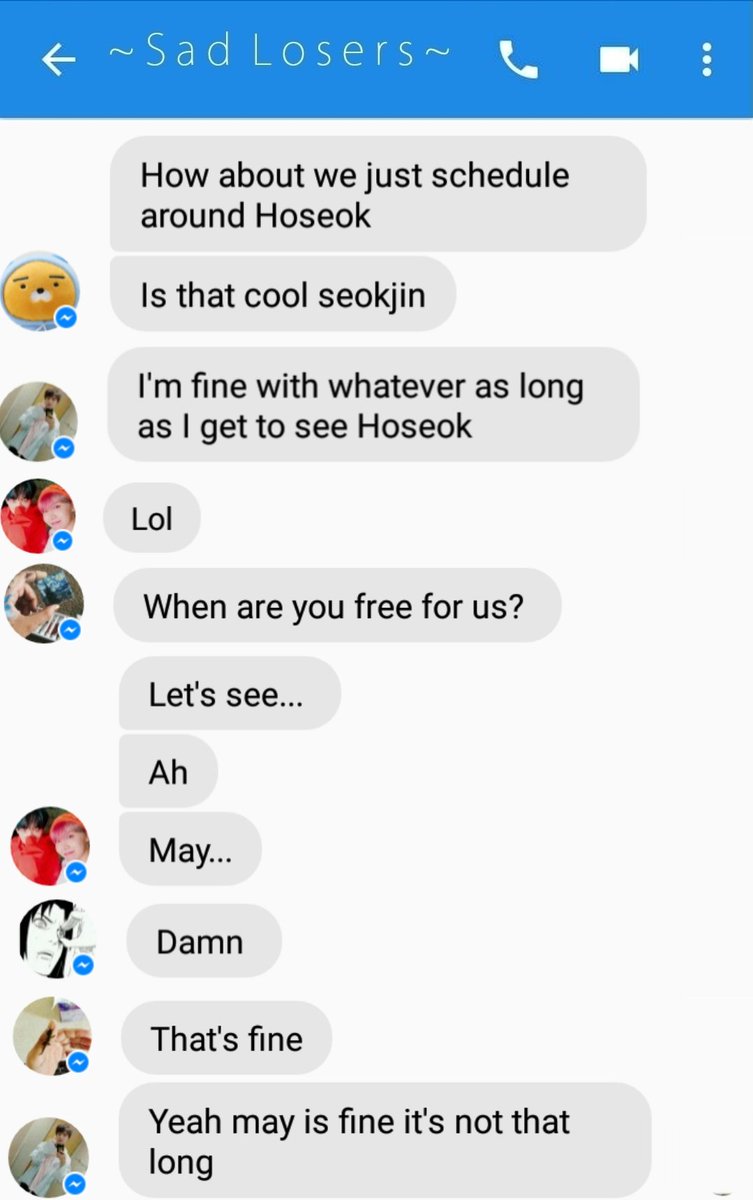 ~Sad Losers~
How about we just schedule
around Hoseok
Is that cool seokjin
I'm fine with whatever as long
as I get to see Hoseok
Lol
When are you free for us?
Let's see...
Ah
May...
Damn
That's fine
Yeah may is fine it's not that
long